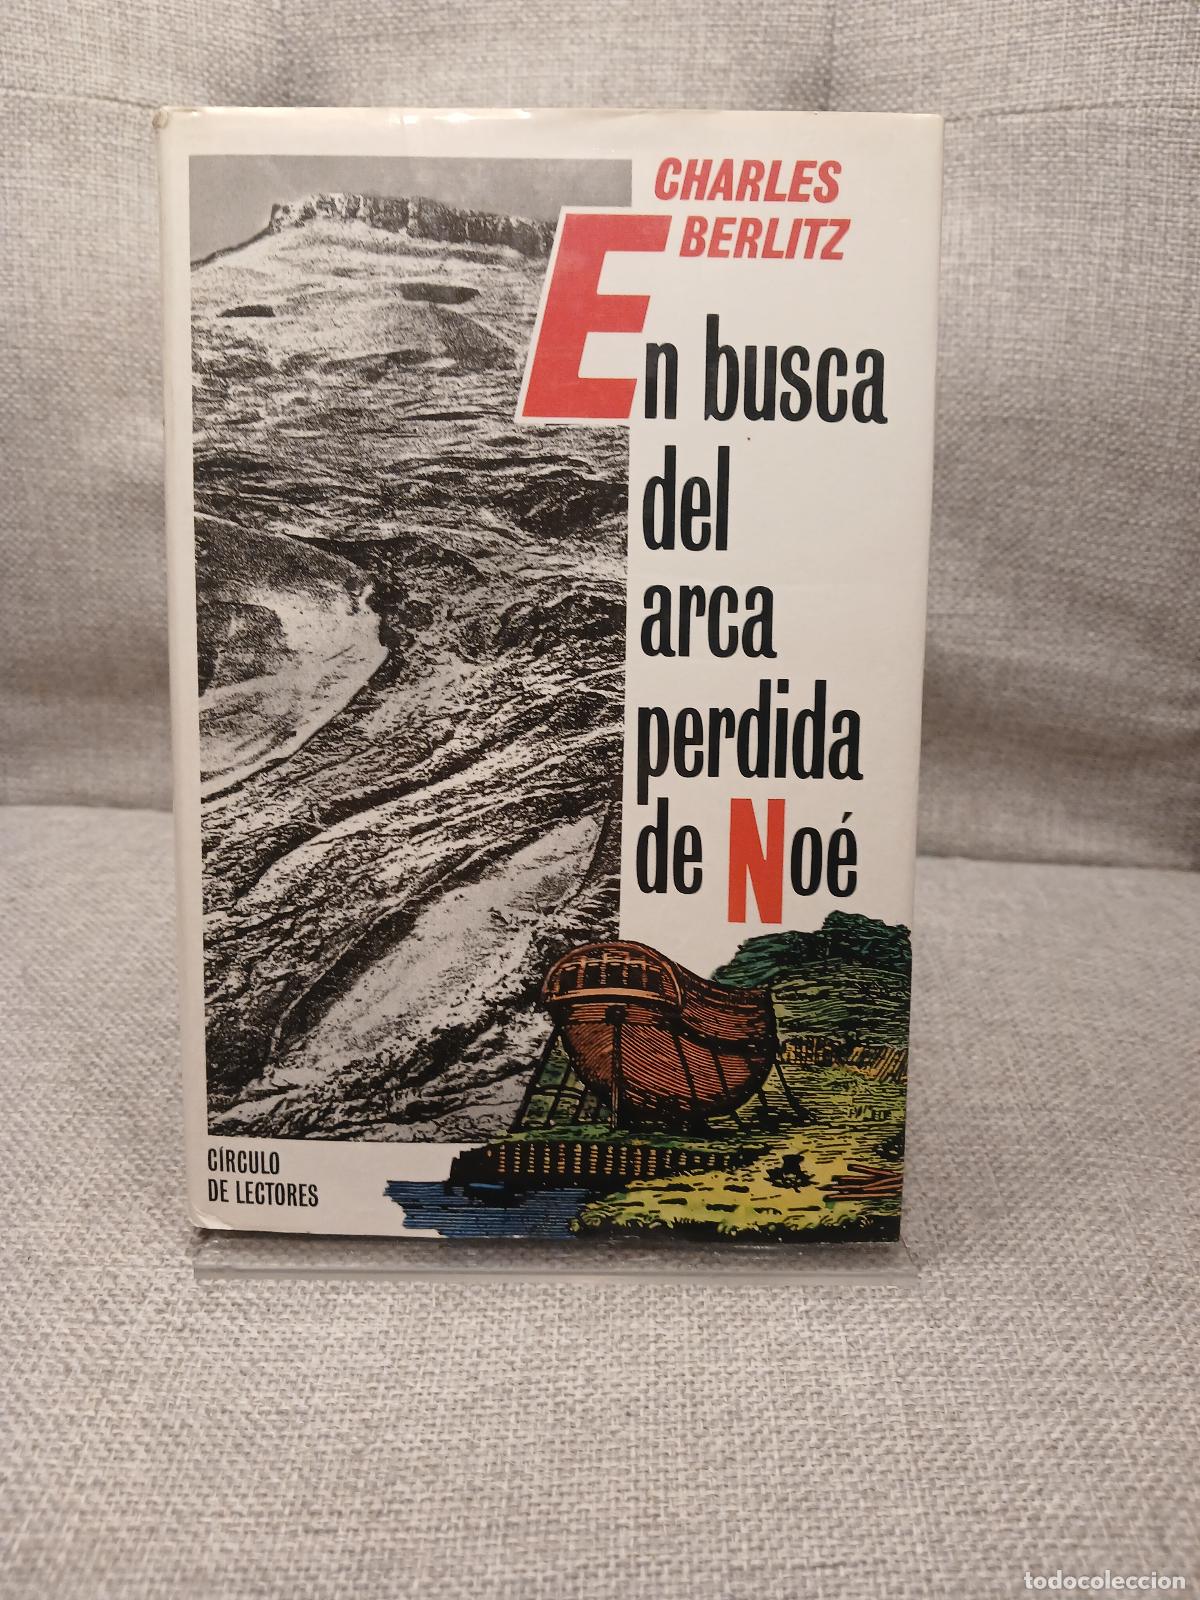 CHARLES
BERLITZ
En busca
del
arca
perdida
de Noé
CÍRCULO
DE LECTORES
todocoleccion